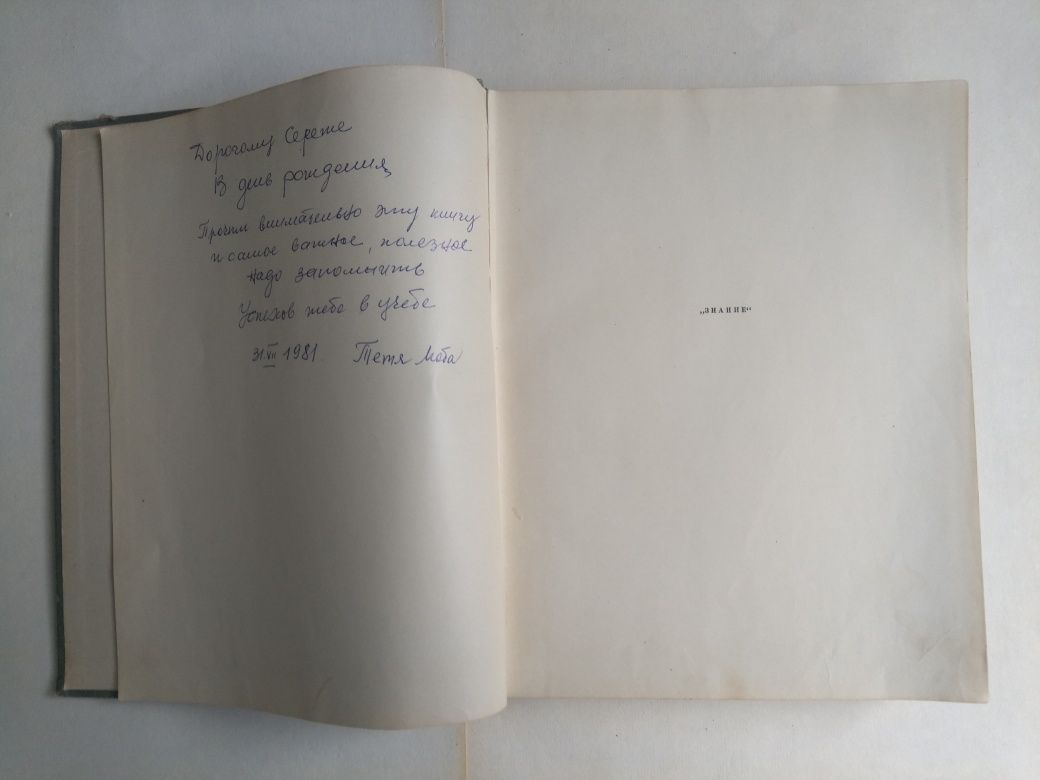 Дорогому Сереже
В день рождения
Прочти внимательно эту книгу
и самое важное, полезное
надо запомнить
Успехов тебе в учебе
31.VII 1981. Тетя Люба
„ЗНАНИЕ“